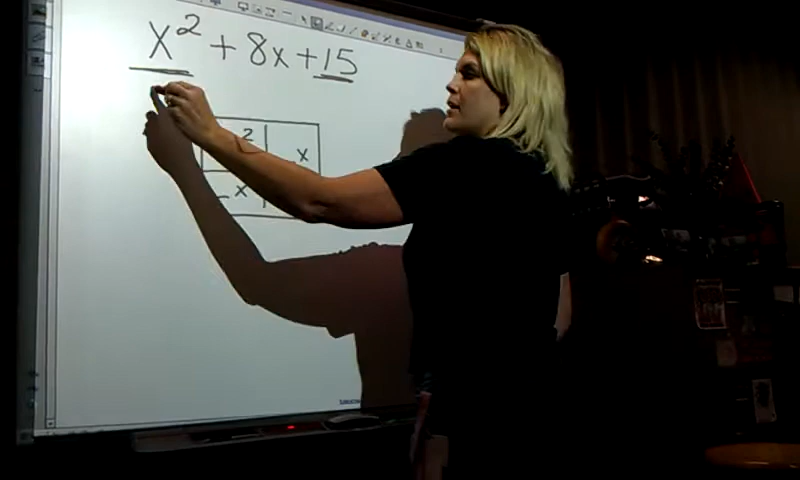 x² + 8x + 15
2
x
_ x